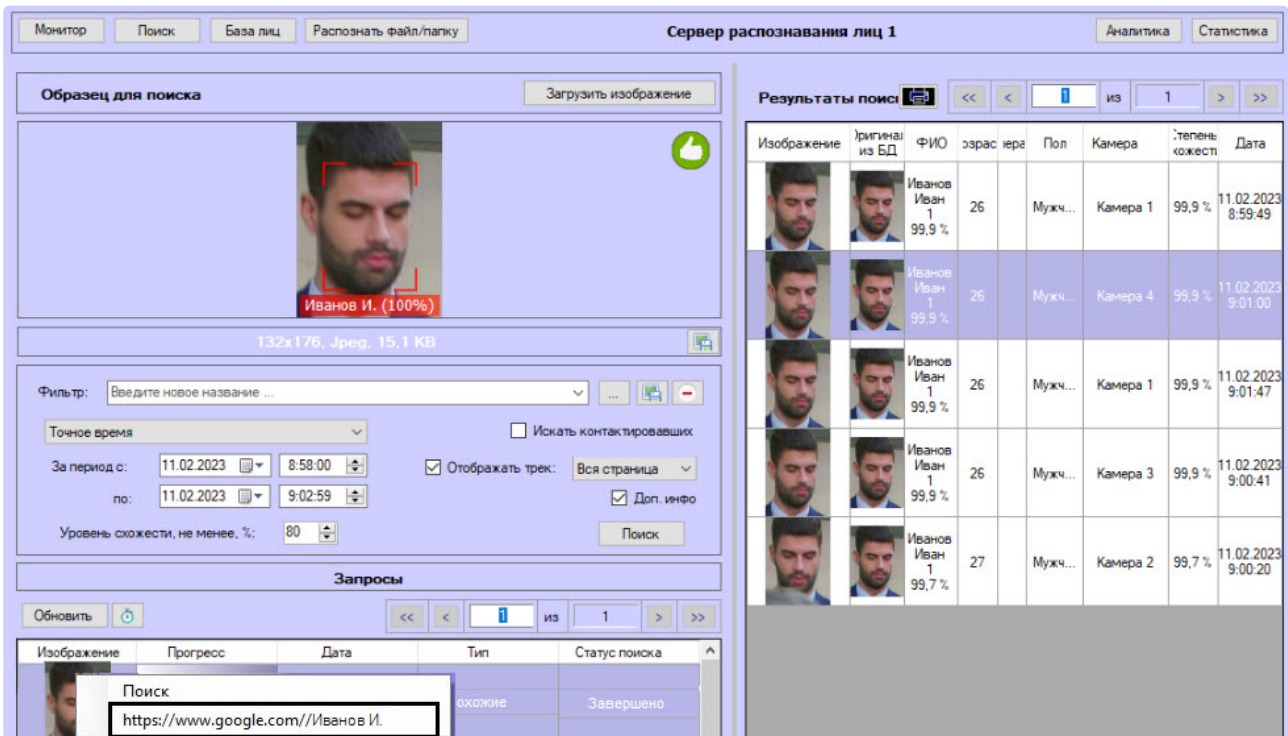 Монитор Поиск База лиц Распознать файл/папку Сервер распознавания лиц 1 Аналитика Статистика
Образец для поиска Загрузить изображение
Иванов И. (100%)
132x176, Jpeg, 15,1 KB
Фильтр: Введите новое название ... ...
Точное время Искать контактировавших
За период с: 11.02.2023 8:58:00 Отображать трек: Вся страница
по: 11.02.2023 9:02:59 Доп. инфо
Уровень схожести, не менее, %: 80 Поиск
Запросы
Обновить << < 1 из 1 > >>
Изображение Прогресс Дата Тип Статус поиска
охожие Завершено
Поиск
https://www.google.com//Иванов И.
Результаты поис << < 1 из 1 > >>
Изображение ФИО Пол Камера Дата
из БД
Иванов
Иван
1
99,9 %
26 Мужч... Камера 1 99,9 % 11.02.2023
8:59:49
Иванов
Иван
1
99,9 %
26 Мужч... Камера 4 99,9 % 11.02.2023
9:01:00
Иванов
Иван
1
99,9 %
26 Мужч... Камера 1 99,9 % 11.02.2023
9:01:47
Иванов
Иван
1
99,9 %
26 Мужч... Камера 3 99,9 % 11.02.2023
9:00:41
Иванов
Иван
1
99,7 %
27 Мужч... Камера 2 99,7 % 11.02.2023
9:00:20